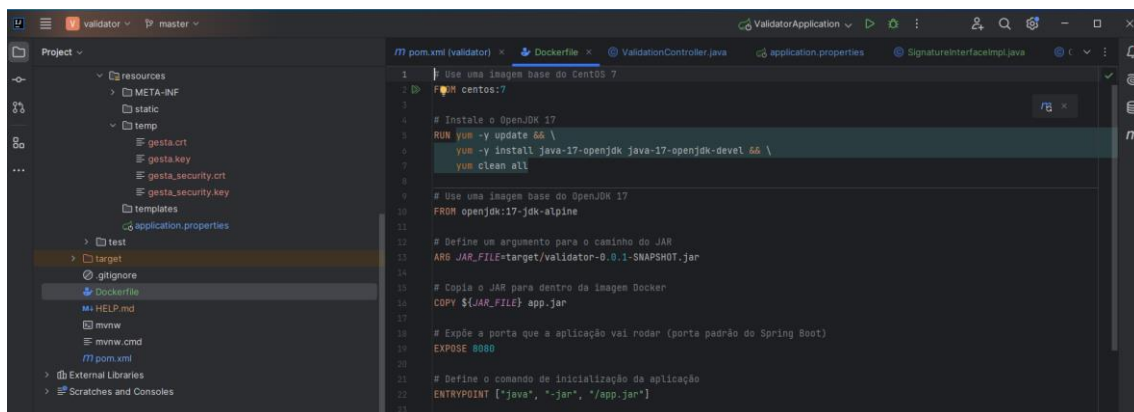 validator
master
ValidatorApplication
Project
pom.xml (validator)
Dockerfile
ValidationController.java
application.properties
SignatureInterfaceImpl.java
resources
META-INF
static
temp
gesta.crt
gesta.key
gesta_security.crt
gesta_security.key
templates
application.properties
test
target
.gitignore
Dockerfile
HELP.md
mvnw
mvnw.cmd
pom.xml
External Libraries
Scratches and Consoles
1 # Use uma imagem base do CentOS 7
2 FROM centos:7
3
4 # Instale o OpenJDK 17
5 RUN yum -y update && \
6 yum -y install java-17-openjdk java-17-openjdk-devel && \
7 yum clean all
8
9 # Use uma imagem base do OpenJDK 17
10 FROM openjdk:17-jdk-alpine
11
12 # Define um argumento para o caminho do JAR
13 ARG JAR_FILE=target/validator-0.0.1-SNAPSHOT.jar
14
15 # Copia o JAR para dentro da imagem Docker
16 COPY ${JAR_FILE} app.jar
17
18 # Expõe a porta que a aplicação vai rodar (porta padrão do Spring Boot)
19 EXPOSE 8080
20
21 # Define o comando de inicialização da aplicação
22 ENTRYPOINT ["java", "-jar", "/app.jar"]
23